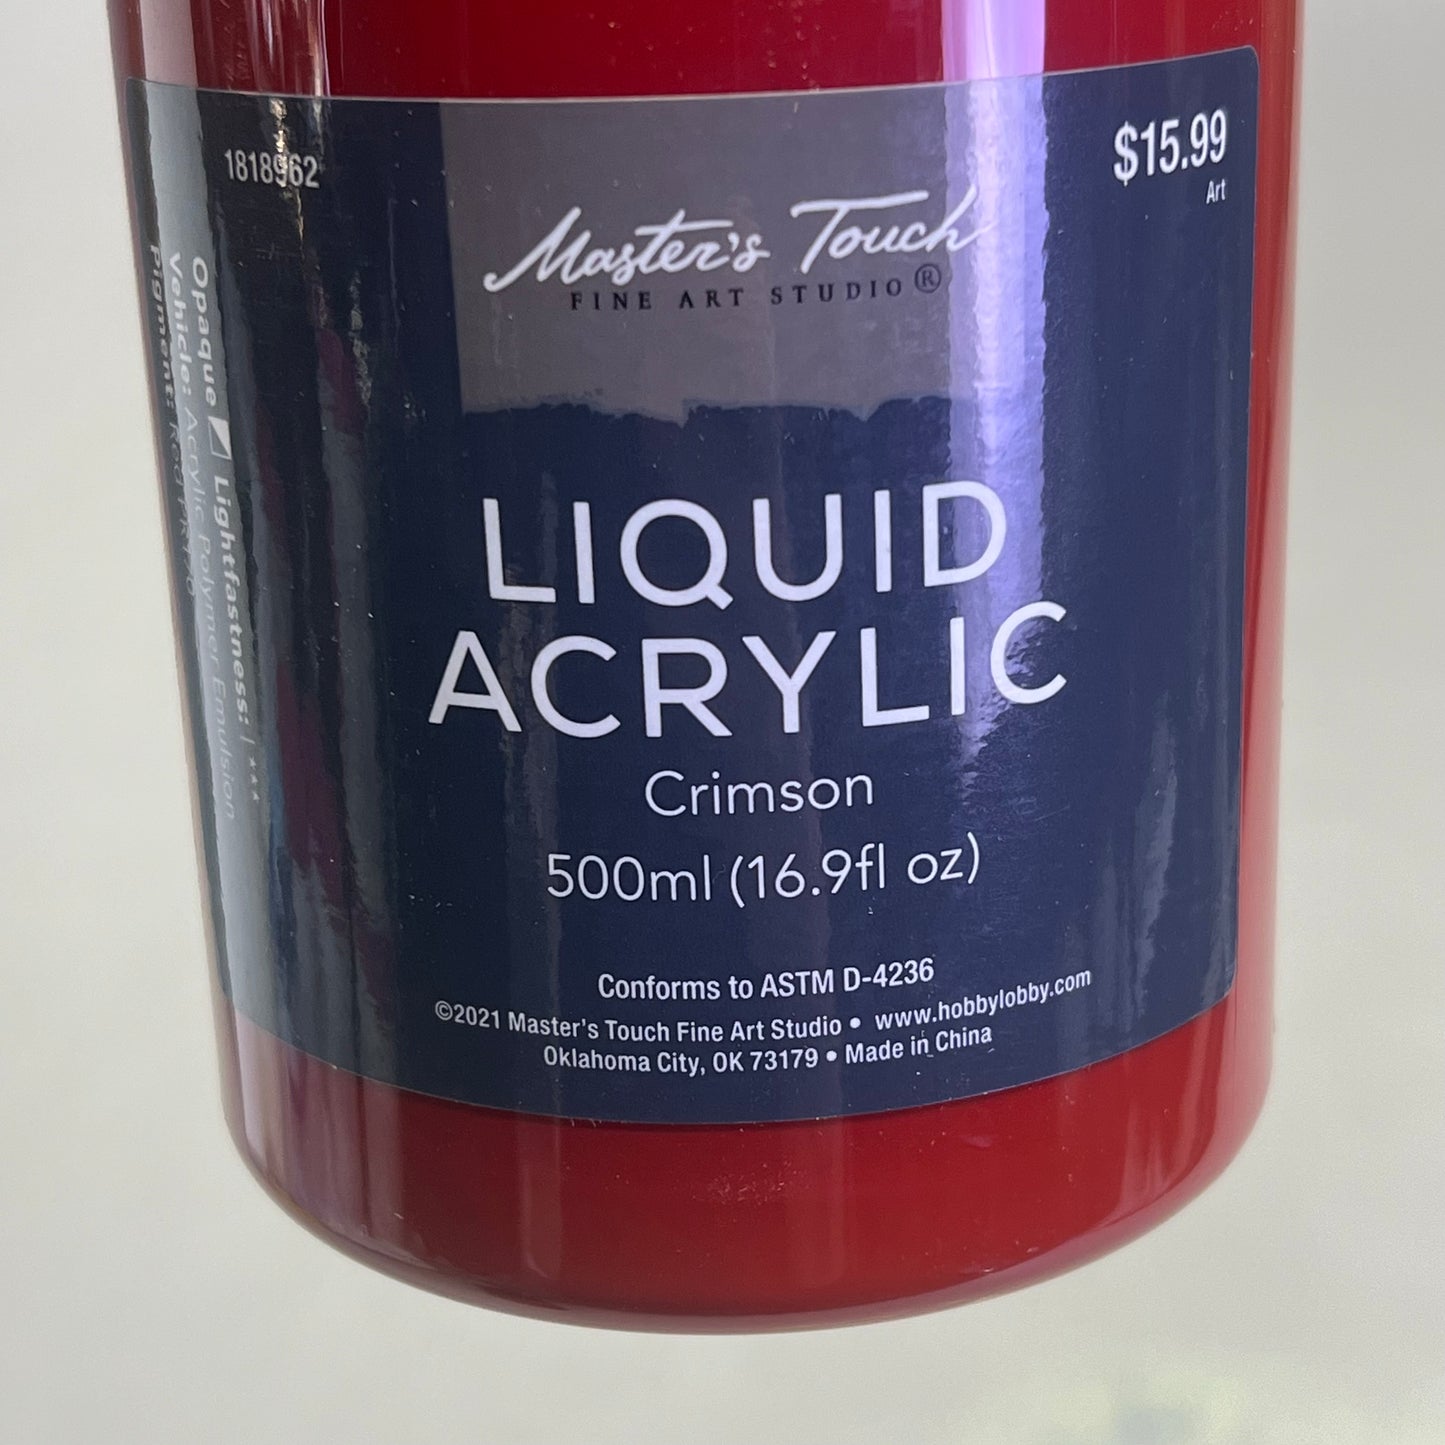 1818962
$15.99
Art
Master's Touch
FINE ART STUDIO®
LIQUID
ACRYLIC
Crimson
500ml (16.9fl oz)
Conforms to ASTM D-4236
©2021 Master's Touch Fine Art Studio • www.hobbylobby.com
Oklahoma City, OK 73179 • Made in China
Opaque Lightfastness: I ***
Vehicle: Acrylic Polymer Emulsion
Pigment: Red